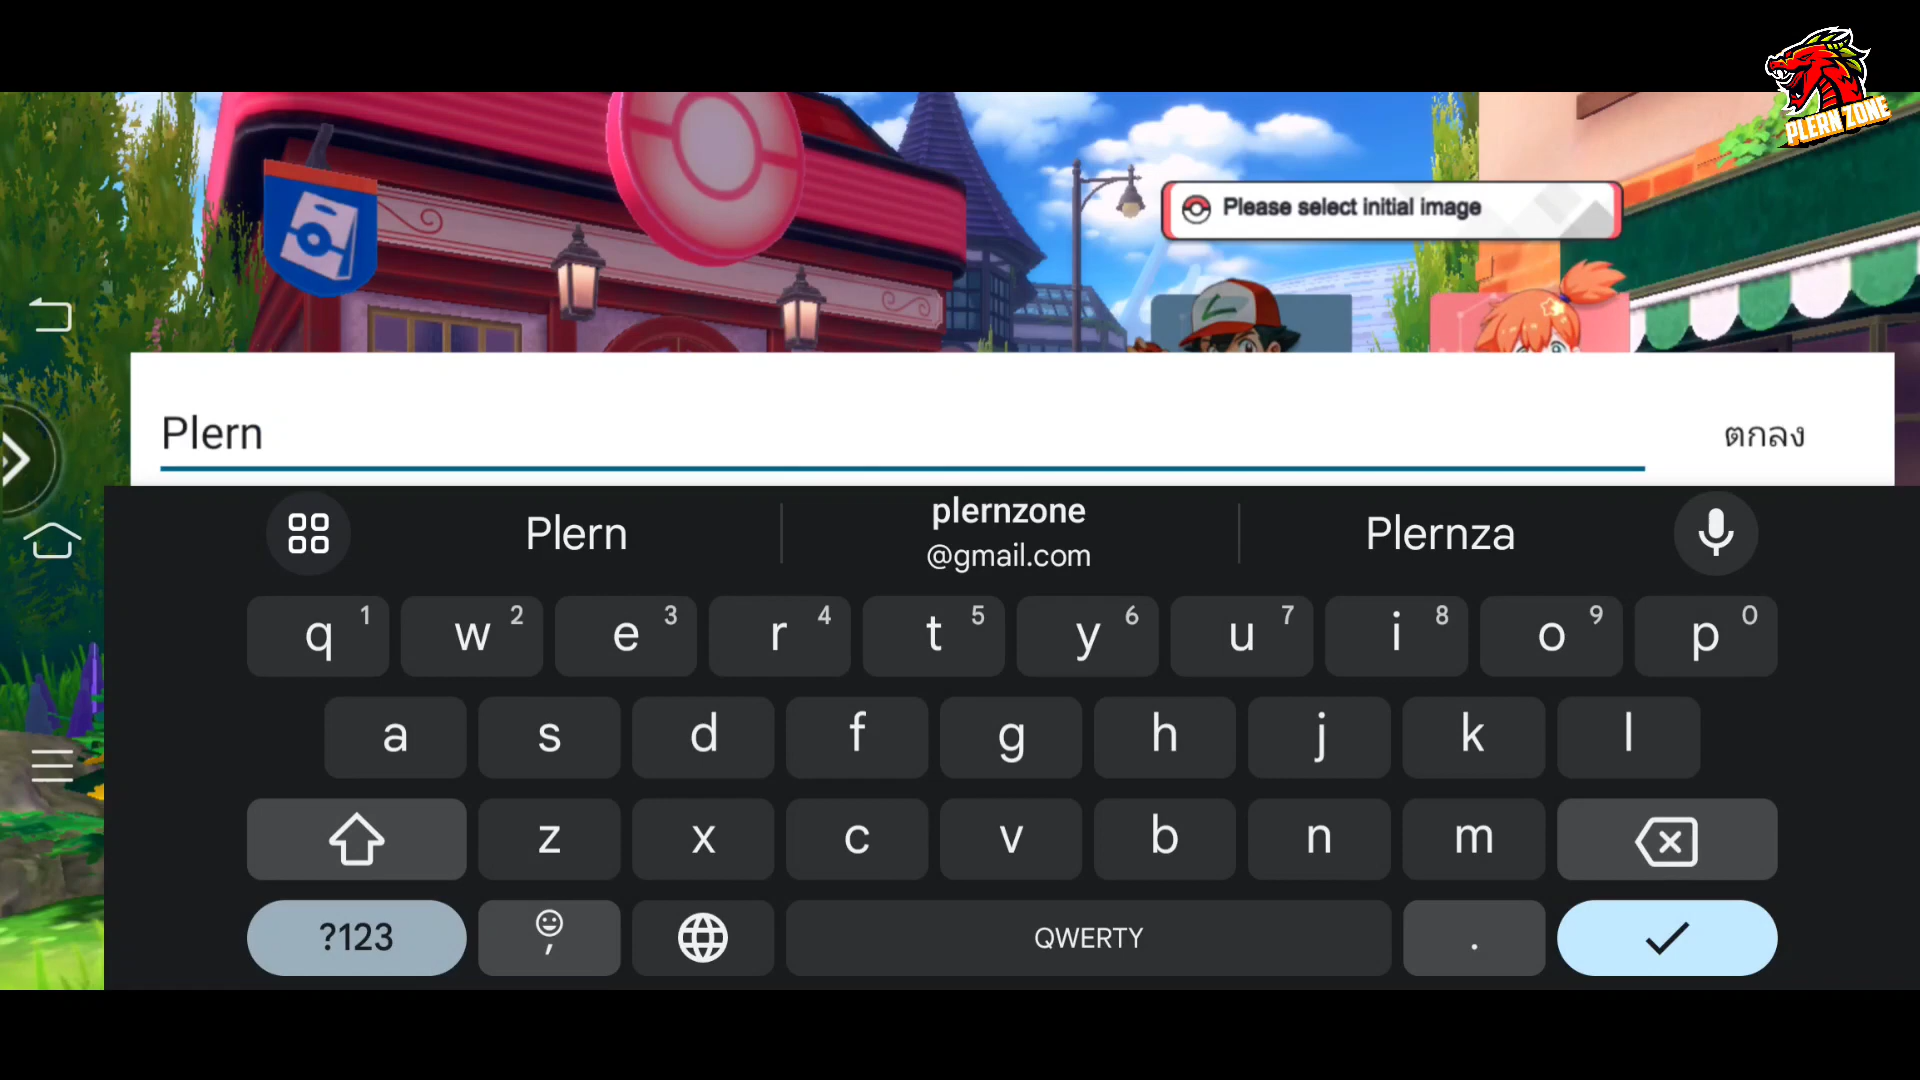 PLERN ZONE
Please select initial image
Plern
ตกลง
Plern
plernzone
@gmail.com
Plernza
q 1 w 2 e 3 r 4 t 5 y 6 u 7 i 8 o 9 p 0
a s d f g h j k l
z x c v b n m
?123 , QWERTY .